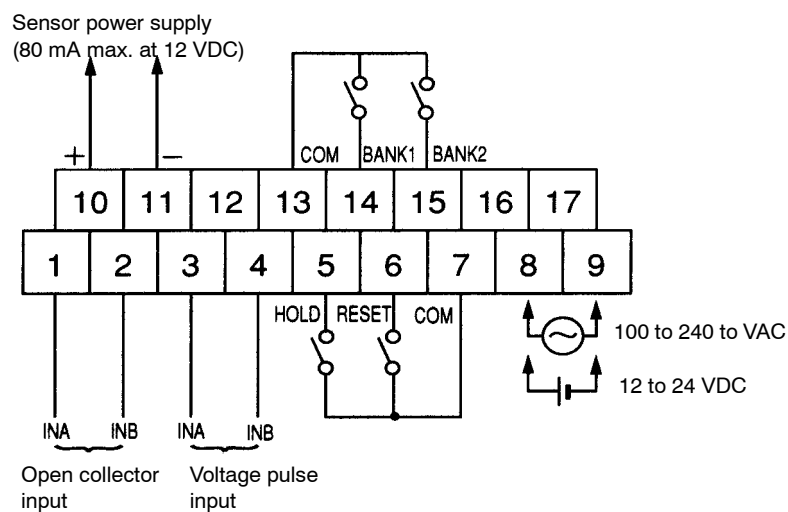 Sensor power supply
(80 mA max. at 12 VDC)
+ −
COM BANK1 BANK2
10 11 12 13 14 15 16 17
1 2 3 4 5 6 7 8 9
HOLD RESET COM
100 to 240 to VAC
12 to 24 VDC
INA INB INA INB
Open collector
input
Voltage pulse
input